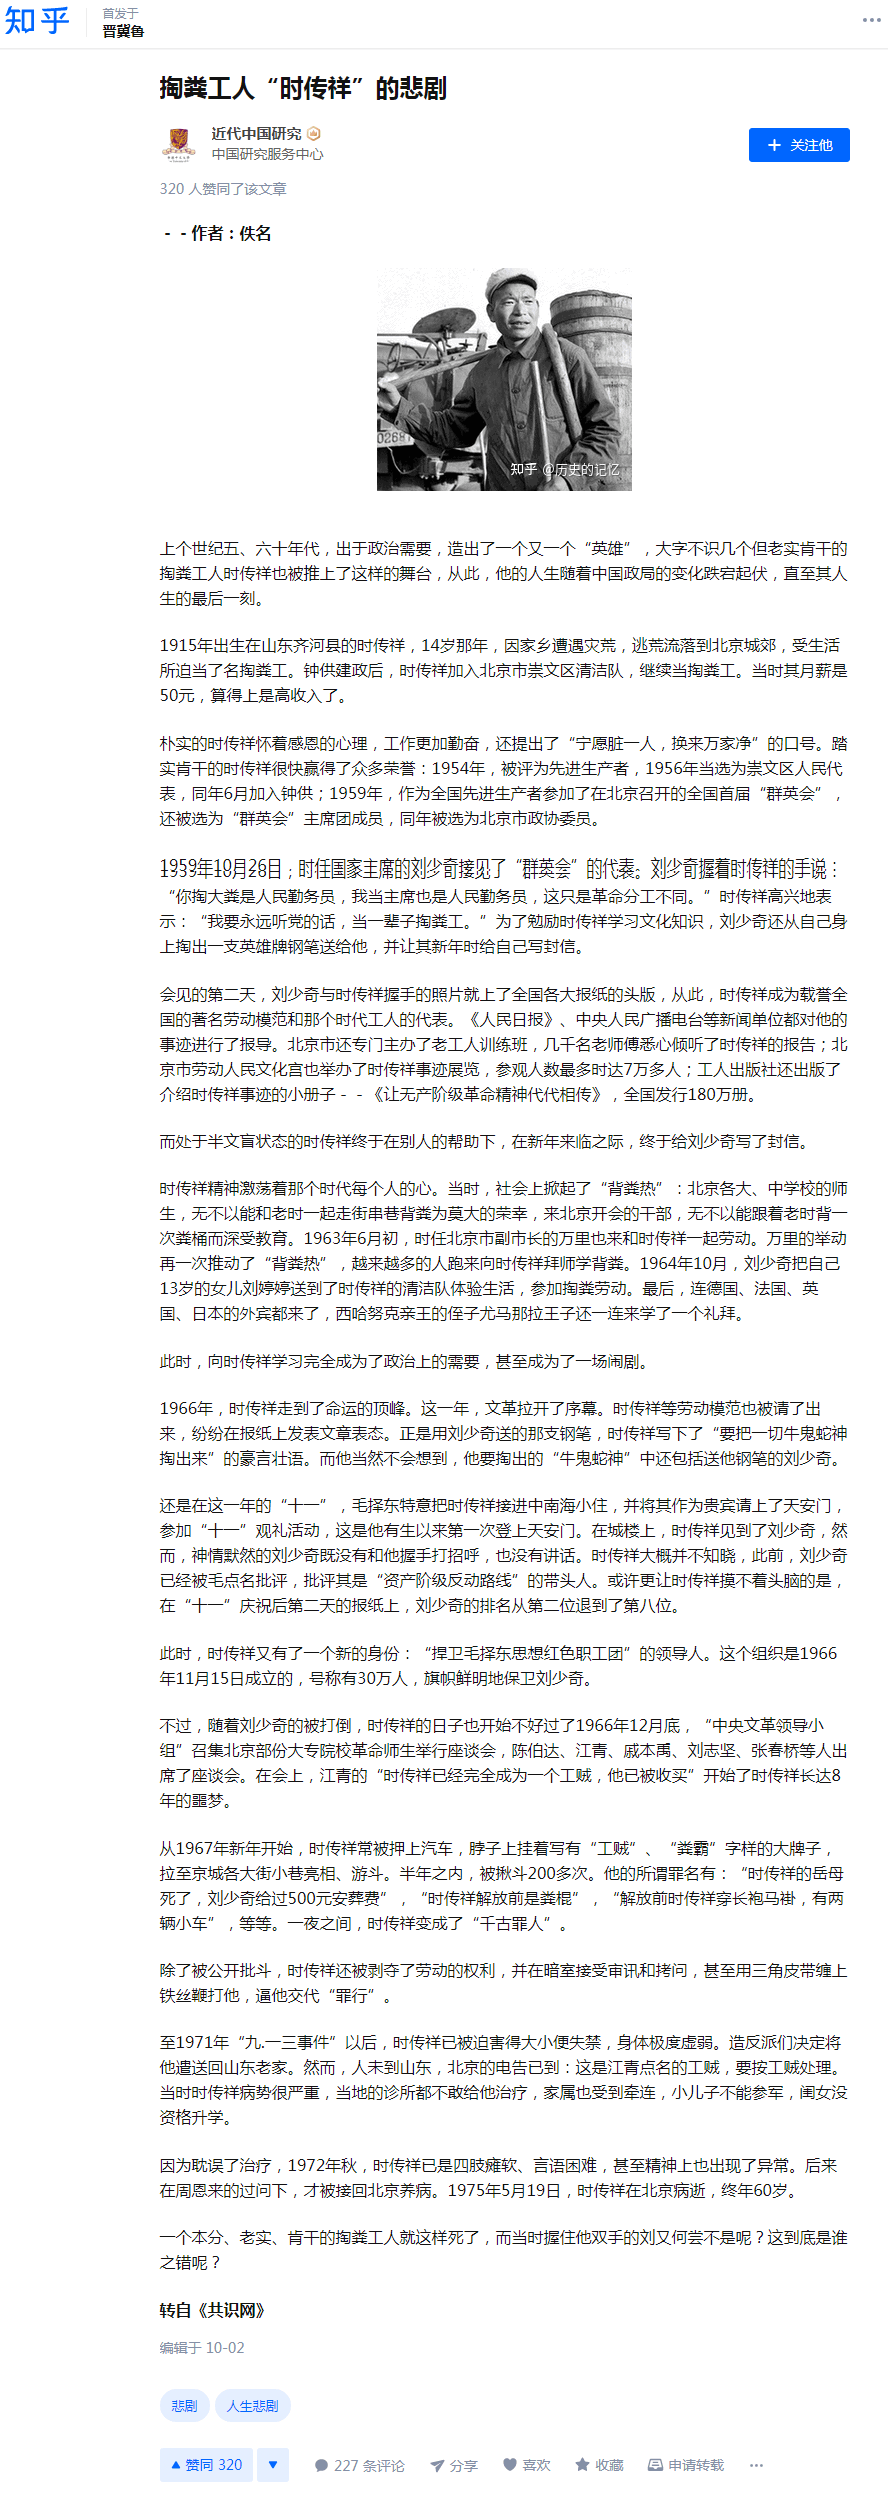 知乎
首发于
晋冀鲁
掏粪工人“时传祥”的悲剧
近代中国研究
中国研究服务中心
+ 关注他
320 人赞同了该文章
－－作者：佚名
知乎 @历史的记忆
上个世纪五、六十年代，出于政治需要，造出了一个又一个“英雄”，大字不识几个但老实肯干的
掏粪工人时传祥也被推上了这样的舞台，从此，他的人生随着中国政局的变化跌宕起伏，直至其人
生的最后一刻。
1915年出生在山东齐河县的时传祥，14岁那年，因家乡遭遇灾荒，逃荒流落到北京城郊，受生活
所迫当了名掏粪工。钟供建政后，时传祥加入北京市崇文区清洁队，继续当掏粪工。当时其月薪是
50元，算得上是高收入了。
朴实的时传祥怀着感恩的心理，工作更加勤奋，还提出了“宁愿脏一人，换来万家净”的口号。踏
实肯干的时传祥很快赢得了众多荣誉：1954年，被评为先进生产者，1956年当选为崇文区人民代
表，同年6月加入钟供；1959年，作为全国先进生产者参加了在北京召开的全国首届“群英会”，
还被选为“群英会”主席团成员，同年被选为北京市政协委员。
1959年10月26日，时任国家主席的刘少奇接见了“群英会”的代表。刘少奇握着时传祥的手说：
“你掏大粪是人民勤务员，我当主席也是人民勤务员，这只是革命分工不同。”时传祥高兴地表
示：“我要永远听党的话，当一辈子掏粪工。”为了勉励时传祥学习文化知识，刘少奇还从自己身
上掏出一支英雄牌钢笔送给他，并让其新年时给自己写封信。
会见的第二天，刘少奇与时传祥握手的照片就上了全国各大报纸的头版，从此，时传祥成为载誉全
国的著名劳动模范和那个时代工人的代表。《人民日报》、中央人民广播电台等新闻单位都对他的
事迹进行了报导。北京市还专门主办了老工人训练班，几千名老师傅悉心倾听了时传祥的报告；北
京市劳动人民文化宫也举办了时传祥事迹展览，参观人数最多时达7万多人；工人出版社还出版了
介绍时传祥事迹的小册子－－《让无产阶级革命精神代代相传》，全国发行180万册。
而处于半文盲状态的时传祥终于在别人的帮助下，在新年来临之际，终于给刘少奇写了封信。
时传祥精神激荡着那个时代每个人的心。当时，社会上掀起了“背粪热”：北京各大、中学校的师
生，无不以能和老时一起走街串巷背粪为莫大的荣幸，来北京开会的干部，无不以能跟着老时背一
次粪桶而深受教育。1963年6月初，时任北京市副市长的万里也来和时传祥一起劳动。万里的举动
再一次推动了“背粪热”，越来越多的人跑来向时传祥拜师学背粪。1964年10月，刘少奇把自己
13岁的女儿刘婷婷送到了时传祥的清洁队体验生活，参加掏粪劳动。最后，连德国、法国、英
国、日本的外宾都来了，西哈努克亲王的侄子尤马那拉王子还一连来学了一个礼拜。
此时，向时传祥学习完全成为了政治上的需要，甚至成为了一场闹剧。
1966年，时传祥走到了命运的顶峰。这一年，文革拉开了序幕。时传祥等劳动模范也被请了出
来，纷纷在报纸上发表文章表态。正是用刘少奇送的那支钢笔，时传祥写下了“要把一切牛鬼蛇神
掏出来”的豪言壮语。而他当然不会想到，他要掏出的“牛鬼蛇神”中还包括送他钢笔的刘少奇。
还是在这一年的“十一”，毛择东特意把时传祥接进中南海小住，并将其作为贵宾请上了天安门，
参加“十一”观礼活动，这是他有生以来第一次登上天安门。在城楼上，时传祥见到了刘少奇，然
而，神情默然的刘少奇既没有和他握手打招呼，也没有讲话。时传祥大概并不知晓，此前，刘少奇
已经被毛点名批评，批评其是“资产阶级反动路线”的带头人。或许更让时传祥摸不着头脑的是，
在“十一”庆祝后第二天的报纸上，刘少奇的排名从第二位退到了第八位。
此时，时传祥又有了一个新的身份：“捍卫毛择东思想红色职工团”的领导人。这个组织是1966
年11月15日成立的，号称有30万人，旗帜鲜明地保卫刘少奇。
不过，随着刘少奇的被打倒，时传祥的日子也开始不好过了1966年12月底，“中央文革领导小
组”召集北京部份大专院校革命师生举行座谈会，陈伯达、江青、戚本禹、刘志坚、张春桥等人出
席了座谈会。在会上，江青的“时传祥已经完全成为一个工贼，他已被收买”开始了时传祥长达8
年的噩梦。
从1967年新年开始，时传祥常被押上汽车，脖子上挂着写有“工贼”、“粪霸”字样的大牌子，
拉至京城各大街小巷亮相、游斗。半年之内，被揪斗200多次。他的所谓罪名有：“时传祥的岳母
死了，刘少奇给过500元安葬费”，“时传祥解放前是粪棍”，“解放前时传祥穿长袍马褂，有两
辆小车”，等等。一夜之间，时传祥变成了“千古罪人”。
除了被公开批斗，时传祥还被剥夺了劳动的权利，并在暗室接受审讯和拷问，甚至用三角皮带缠上
铁丝鞭打他，逼他交代“罪行”。
至1971年“九.一三事件”以后，时传祥已被迫害得大小便失禁，身体极度虚弱。造反派们决定将
他遣送回山东老家。然而，人未到山东，北京的电告已到：这是江青点名的工贼，要按工贼处理。
当时时传祥病势很严重，当地的诊所都不敢给他治疗，家属也受到牵连，小儿子不能参军，闺女没
资格升学。
因为耽误了治疗，1972年秋，时传祥已是四肢瘫软、言语困难，甚至精神上也出现了异常。后来
在周恩来的过问下，才被接回北京养病。1975年5月19日，时传祥在北京病逝，终年60岁。
一个本分、老实、肯干的掏粪工人就这样死了，而当时握住他双手的刘又何尝不是呢？这到底是谁
之错呢？
转自《共识网》
编辑于 10-02
悲剧 人生悲剧
赞同 320 227 条评论 分享 喜欢 收藏 申请转载